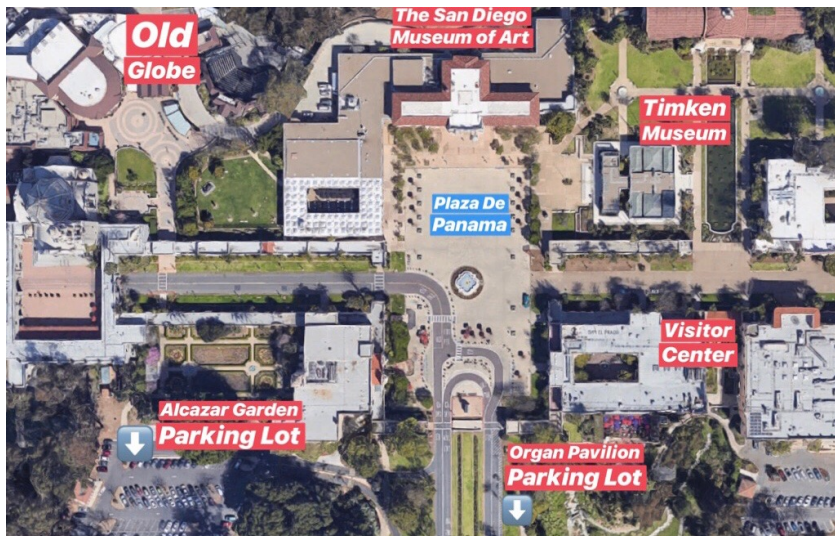 Old
Globe
The San Diego
Museum of Art
Timken
Museum
Plaza De
Panama
Visitor
Center
Alcazar Garden
Parking Lot
Organ Pavilion
Parking Lot